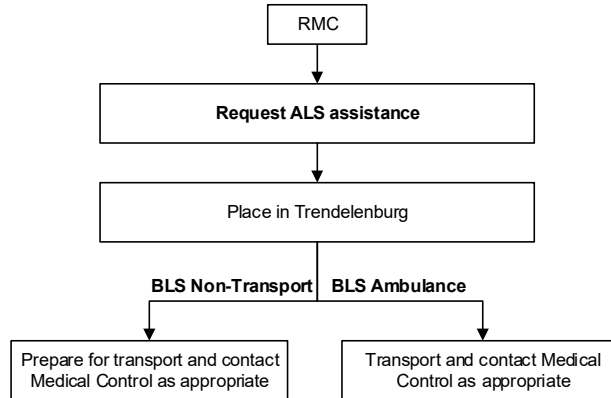 RMC
Request ALS assistance
Place in Trendelenburg
BLS Non-Transport
BLS Ambulance
Prepare for transport and contact
Medical Control as appropriate
Transport and contact Medical
Control as appropriate